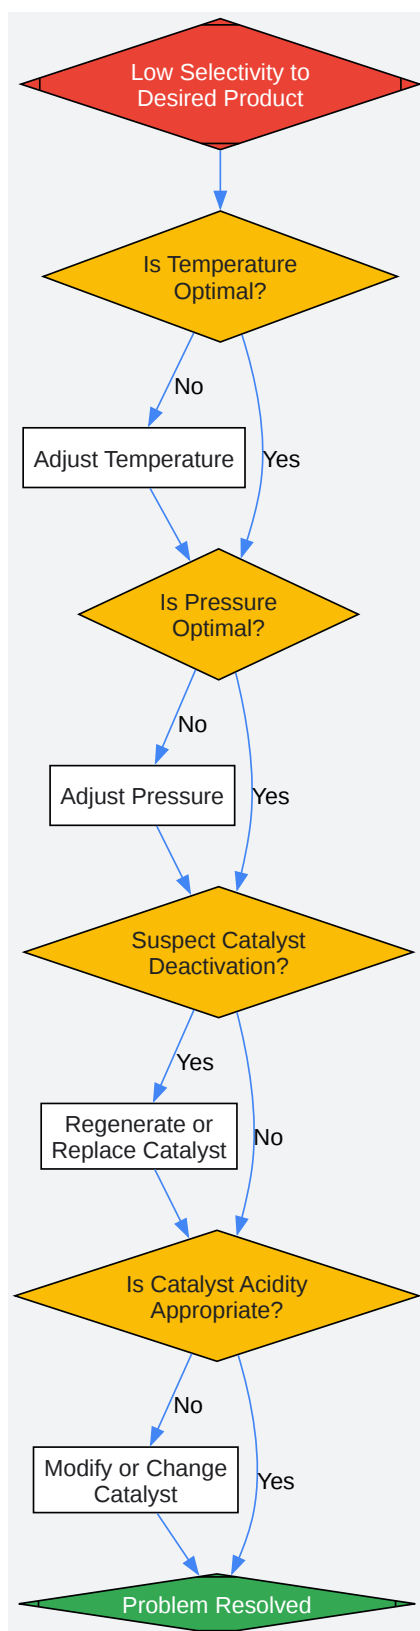 Low Selectivity to
Desired Product
Is Temperature
Optimal?
No
Adjust Temperature
Yes
Is Pressure
Optimal?
No
Adjust Pressure
Yes
Suspect Catalyst
Deactivation?
Yes
Regenerate or
Replace Catalyst
No
Is Catalyst Acidity
Appropriate?
No
Modify or Change
Catalyst
Yes
Problem Resolved